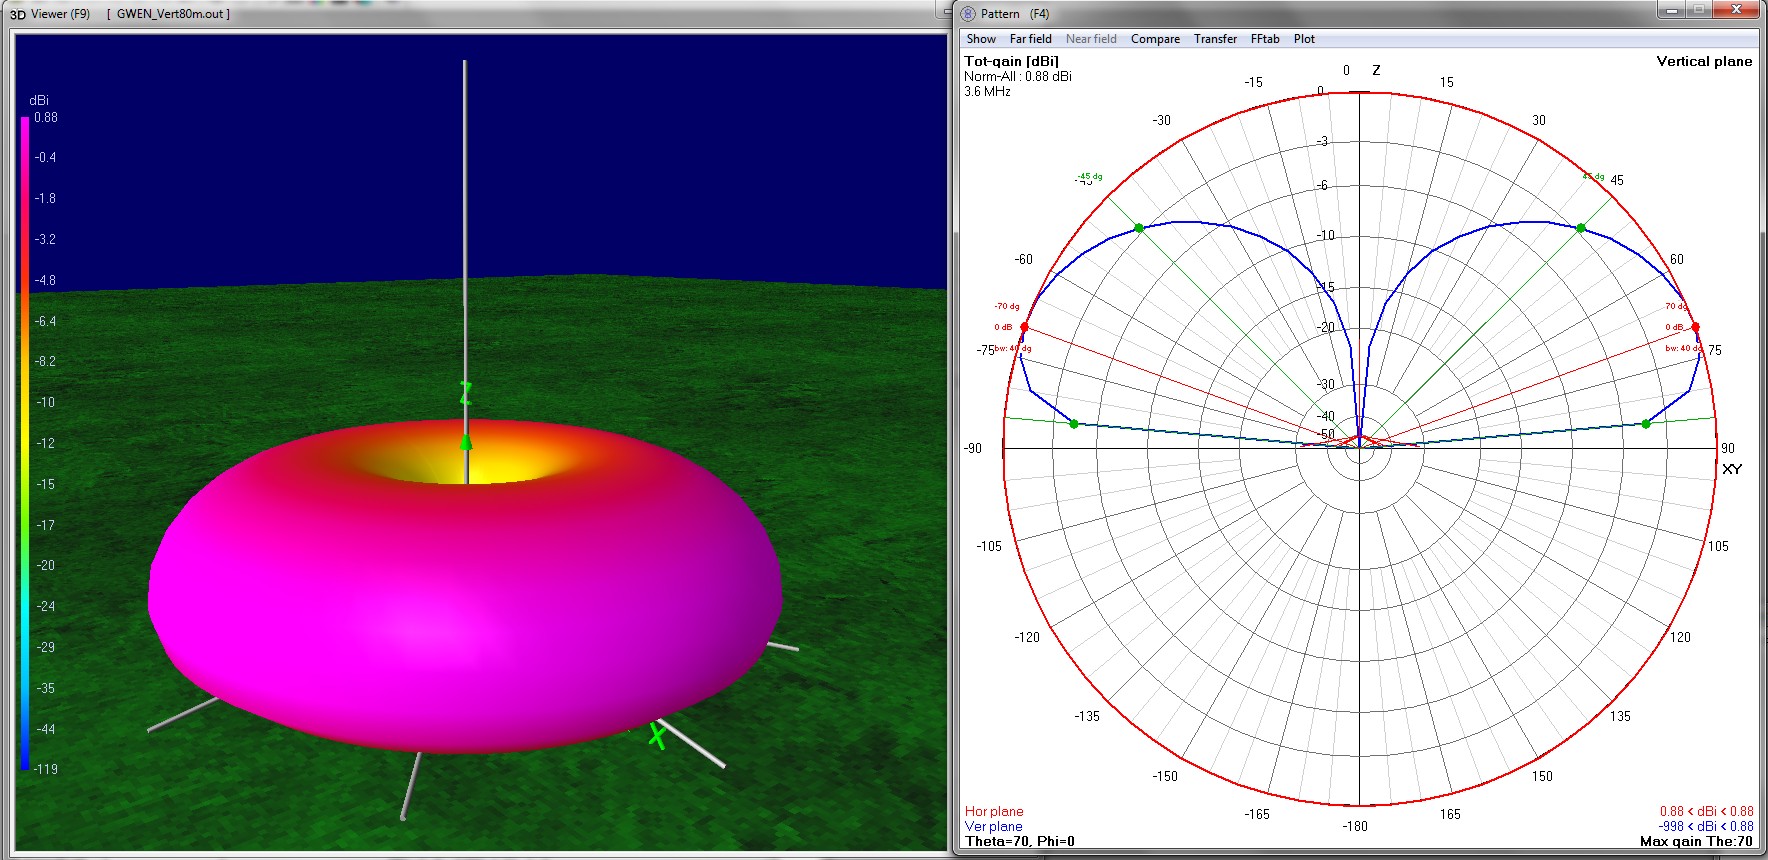 3D Viewer (F9) [ GWEN_Vert80m.out ]
dBi
0.88
-0.4
-1.8
-3.2
-4.8
-6.4
-8.2
-10
-12
-15
-17
-20
-24
-29
-35
-44
-119
Z
X
Pattern (F4)
Show Far field Near field Compare Transfer FFtab Plot
Tot-gain [dBi]
Vertical plane
Norm-All : 0.88 dBi
3.6 MHz
0 Z
-15 15
0
-30 30
-3
-45 dg 45 dg 45
-6
-10
-60 60
-15
-70 dg 70 dg
-20
0 dB 0 dB
-75 bw: 40 dg bw: 40 dg 75
-30
-40
-50
-90 90
XY
-105 105
-120 120
-135 135
-150 150
-165 165
-180
Hor plane 0.88 < dBi < 0.88
Ver plane -998 < dBi < 0.88
Theta=70, Phi=0 Max gain The:70